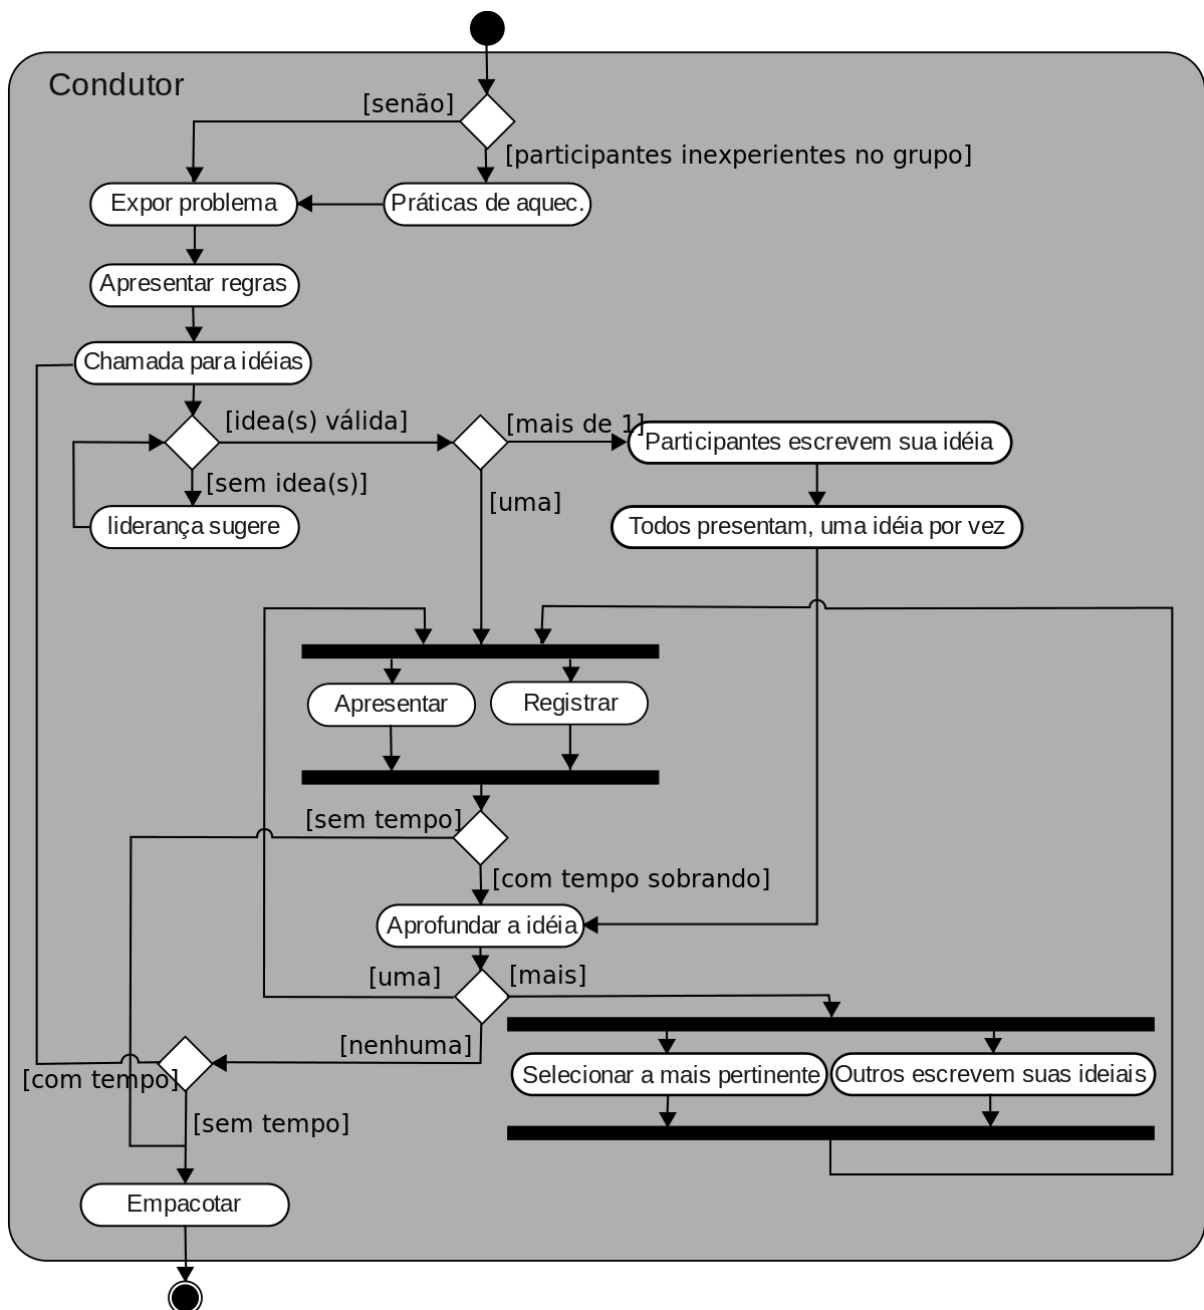 Condutor
[senão]
[participantes inexperientes no grupo]
Expor problema
Práticas de aquec.
Apresentar regras
Chamada para idéias
[idea(s) válida]
[mais de 1]
Participantes escrevem sua idéia
[sem idea(s)]
[uma]
liderança sugere
Todos presentam, uma idéia por vez
Apresentar
Registrar
[sem tempo]
[com tempo sobrando]
Aprofundar a idéia
[uma]
[mais]
[nenhuma]
[com tempo]
Selecionar a mais pertinente
Outros escrevem suas ideiais
[sem tempo]
Empacotar